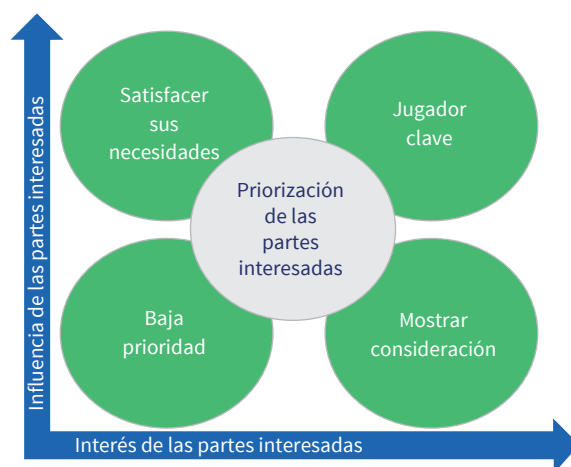 Satisfacer
sus
necesidades
Jugador
clave
Priorización
de las
partes
interesadas
Baja
prioridad
Mostrar
consideración
Influencia de las partes interesadas
Interés de las partes interesadas